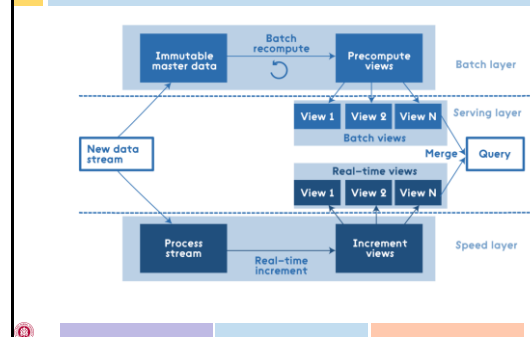 Batch
recompute
Immutable
master data
Precompute
views
Batch layer
View 1
View 2
View N
Serving layer
Batch views
New data
stream
Merge
Query
Real-time views
View 1
View 2
View N
Process
stream
Real-time
increment
Increment
views
Speed layer